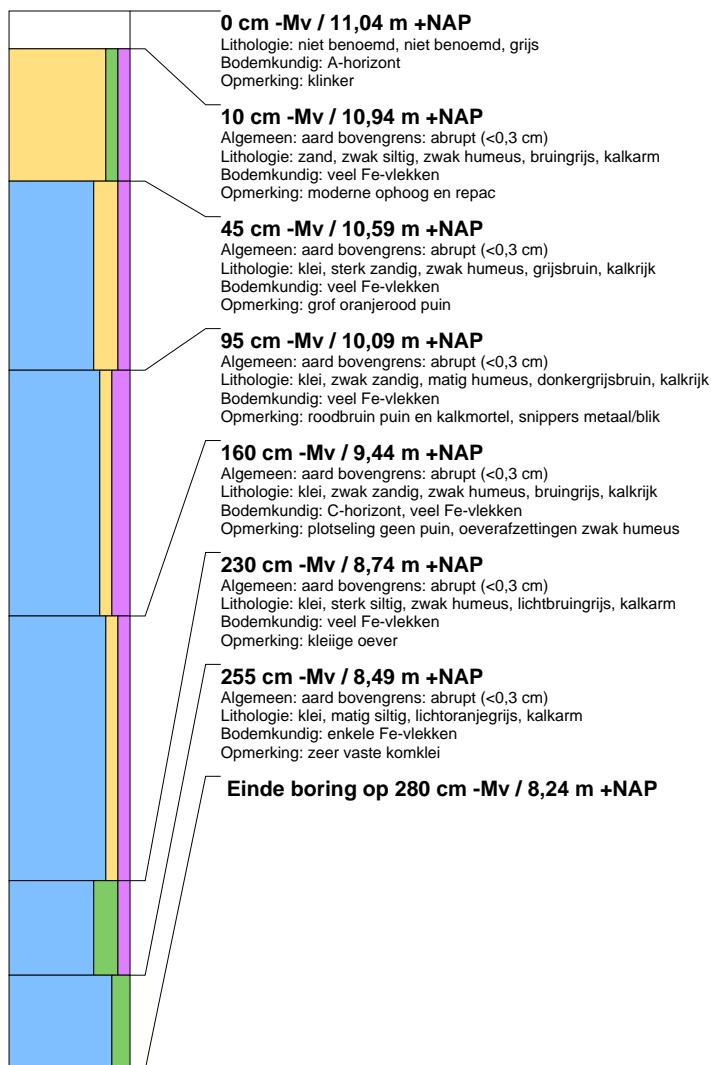 0 cm -Mv / 11,04 m +NAP
Lithologie: niet benoemd, niet benoemd, grijs
Bodemkundig: A-horizont
Opmerking: klinker
10 cm -Mv / 10,94 m +NAP
Algemeen: aard bovengrens: abrupt (<0,3 cm)
Lithologie: zand, zwak siltig, zwak humeus, bruingrijs, kalkarm
Bodemkundig: veel Fe-vlekken
Opmerking: moderne ophoog en repac
45 cm -Mv / 10,59 m +NAP
Algemeen: aard bovengrens: abrupt (<0,3 cm)
Lithologie: klei, sterk zandig, zwak humeus, grijsbruin, kalkrijk
Bodemkundig: veel Fe-vlekken
Opmerking: grof oranjerood puin
95 cm -Mv / 10,09 m +NAP
Algemeen: aard bovengrens: abrupt (<0,3 cm)
Lithologie: klei, zwak zandig, matig humeus, donkergrijsbruin, kalkrijk
Bodemkundig: veel Fe-vlekken
Opmerking: roodbruin puin en kalkmortel, snippers metaal/blik
160 cm -Mv / 9,44 m +NAP
Algemeen: aard bovengrens: abrupt (<0,3 cm)
Lithologie: klei, zwak zandig, zwak humeus, bruingrijs, kalkrijk
Bodemkundig: C-horizont, veel Fe-vlekken
Opmerking: plotseling geen puin, oeverafzettingen zwak humeus
230 cm -Mv / 8,74 m +NAP
Algemeen: aard bovengrens: abrupt (<0,3 cm)
Lithologie: klei, sterk siltig, zwak humeus, lichtbruingrijs, kalkarm
Bodemkundig: veel Fe-vlekken
Opmerking: kleiige oever
255 cm -Mv / 8,49 m +NAP
Algemeen: aard bovengrens: abrupt (<0,3 cm)
Lithologie: klei, matig siltig, lichtoranjegrijs, kalkarm
Bodemkundig: enkele Fe-vlekken
Opmerking: zeer vaste komklei
Einde boring op 280 cm -Mv / 8,24 m +NAP